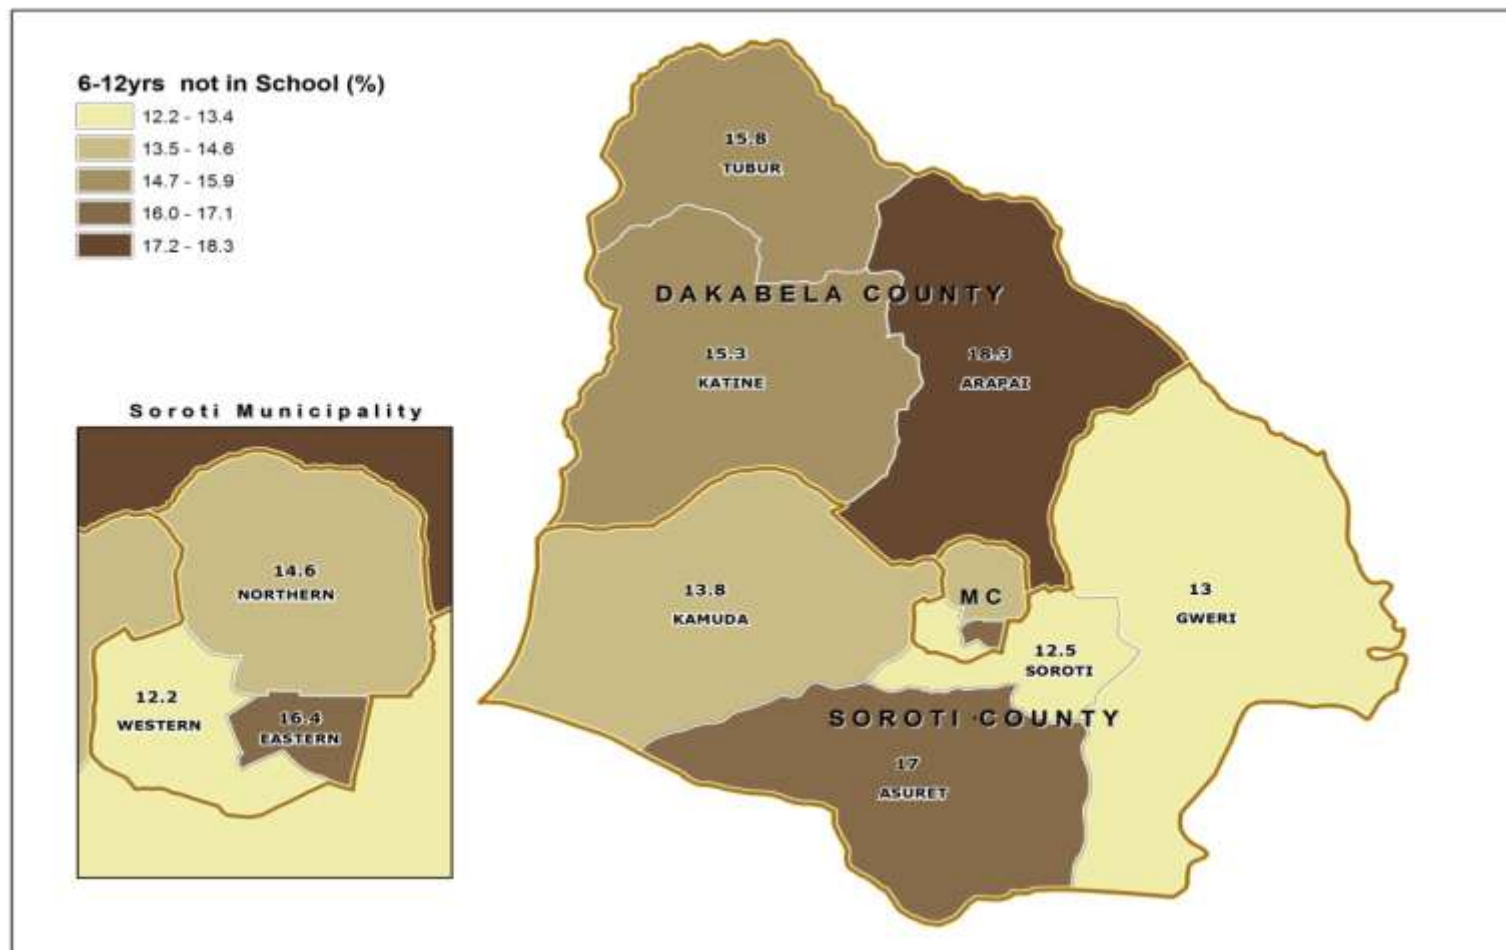 6-12yrs not in School (%)
12.2 - 13.4
13.5 - 14.6
14.7 - 15.9
16.0 - 17.1
17.2 - 18.3
15.8
TUBUR
DAKABELA COUNTY
15.3
KATINE
18.3
ARAPAI
13.8
KAMUDA
MC
13
GWERI
12.5
SOROTI
SOROTI COUNTY
17
ASURET
Soroti Municipality
14.6
NORTHERN
12.2
WESTERN
16.4
EASTERN